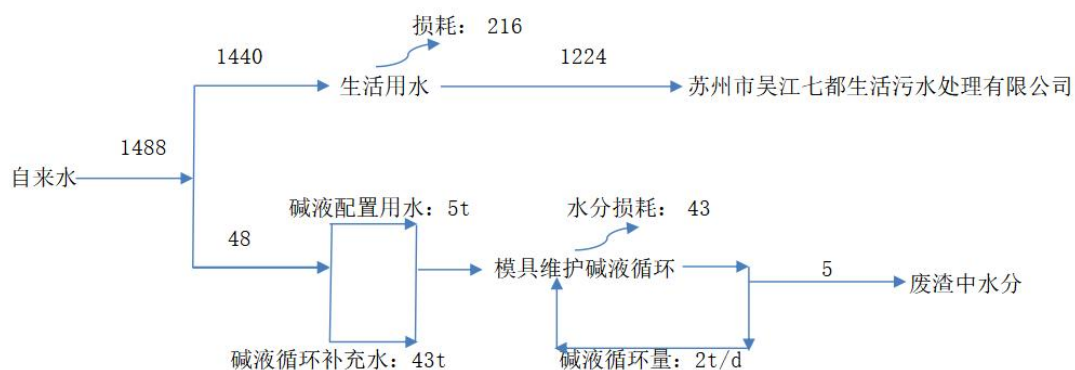 损耗： 216
1440
1224
生活用水
苏州市吴江七都生活污水处理有限公司
1488
自来水
碱液配置用水：5t
水分损耗： 43
48
模具维护碱液循环
5
废渣中水分
碱液循环补充水：43t
碱液循环量：2t/d